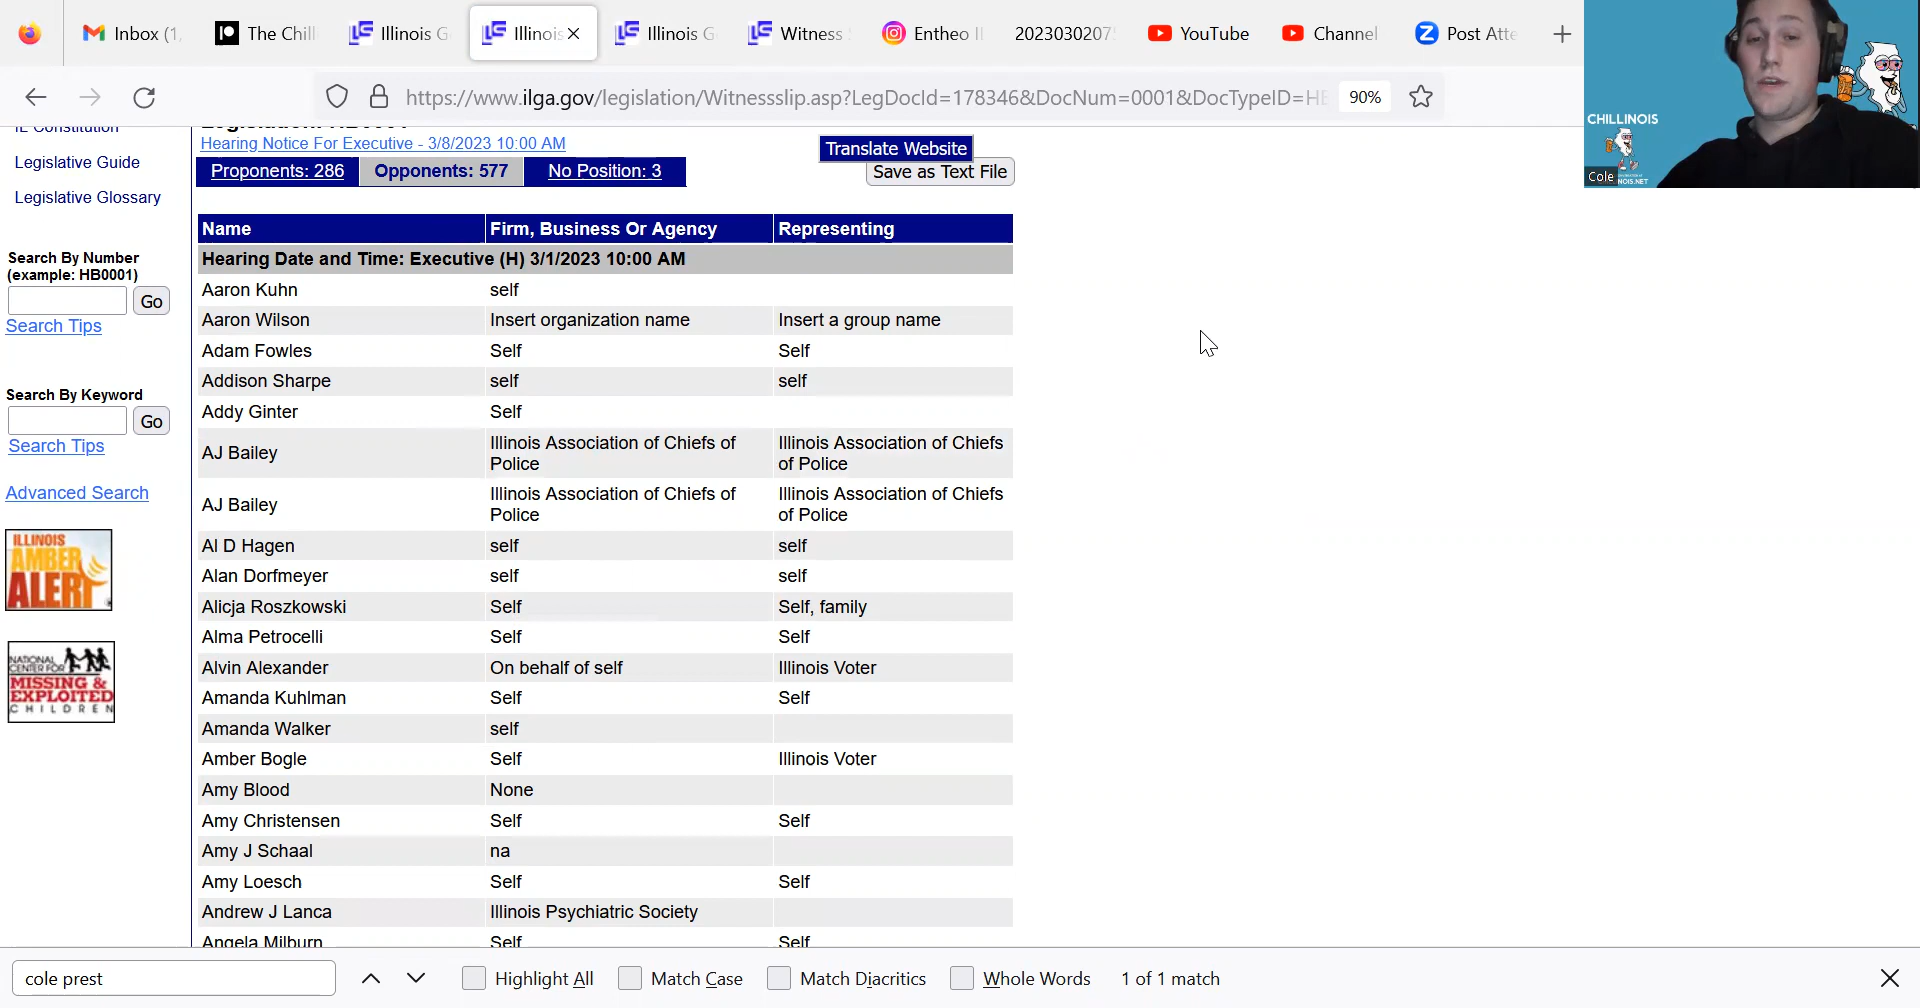 Inbox (1,
The Chill
Illinois G
Illinois
Illinois G
Witness
Entheo Il
2023030207
YouTube
Channel
Post Atte
https://www.ilga.gov/legislation/Witnessslip.asp?LegDocId=178346&DocNum=0001&DocTypeID=HB
90%
CHILLINOIS
Cole
NOIS.NET
IL Constitution
Legislative Guide
Legislative Glossary
Search By Number
(example: HB0001)
Go
Search Tips
Search By Keyword
Go
Search Tips
Advanced Search
ILLINOIS
AMBER
ALERT
NATIONAL
CENTER FOR
MISSING &
EXPLOITED
CHILDREN
Hearing Notice For Executive - 3/8/2023 10:00 AM
Translate Website
Proponents: 286 Opponents: 577 No Position: 3
Save as Text File
Name Firm, Business Or Agency Representing
Hearing Date and Time: Executive (H) 3/1/2023 10:00 AM
Aaron Kuhn self
Aaron Wilson Insert organization name Insert a group name
Adam Fowles Self Self
Addison Sharpe self self
Addy Ginter Self
AJ Bailey Illinois Association of Chiefs of Police Illinois Association of Chiefs of Police
AJ Bailey Illinois Association of Chiefs of Police Illinois Association of Chiefs of Police
Al D Hagen self self
Alan Dorfmeyer self self
Alicja Roszkowski Self Self, family
Alma Petrocelli Self Self
Alvin Alexander On behalf of self Illinois Voter
Amanda Kuhlman Self Self
Amanda Walker self
Amber Bogle Self Illinois Voter
Amy Blood None
Amy Christensen Self Self
Amy J Schaal na
Amy Loesch Self Self
Andrew J Lanca Illinois Psychiatric Society
Angela Milburn Self Self
cole prest
Highlight All
Match Case
Match Diacritics
Whole Words
1 of 1 match